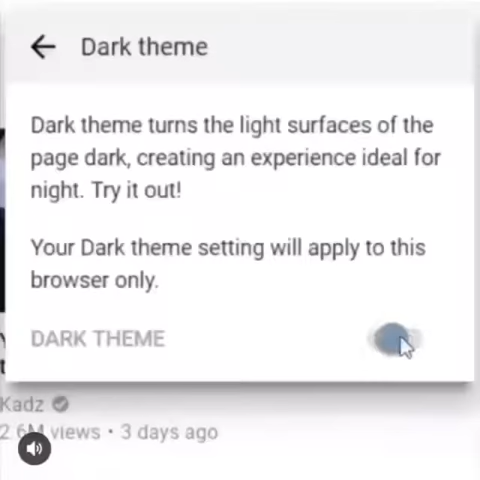 Dark theme
Dark theme turns the light surfaces of the
page dark, creating an experience ideal for
night. Try it out!
Your Dark theme setting will apply to this
browser only.
DARK THEME
Kadz
2.6M views • 3 days ago